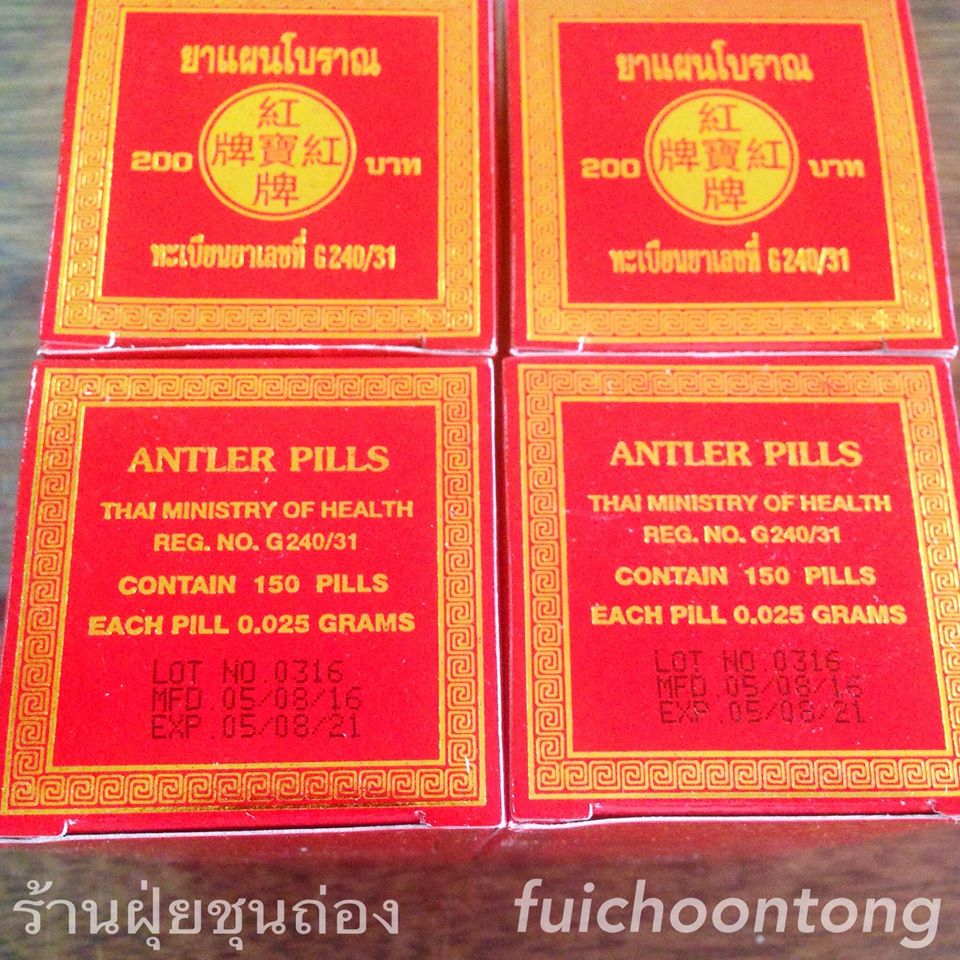 ยาแผนโบราณ
紅
200 牌寶紅 บาท
牌
ทะเบียนยาเลขที่ G240/31
ยาแผนโบราณ
紅
200 牌寶紅 บาท
牌
ทะเบียนยาเลขที่ G240/31
ANTLER PILLS
THAI MINISTRY OF HEALTH
REG. NO. G240/31
CONTAIN 150 PILLS
EACH PILL 0.025 GRAMS
LOT NO.0316
MFD.05/08/16
EXP.05/08/21
ANTLER PILLS
THAI MINISTRY OF HEALTH
REG. NO. G240/31
CONTAIN 150 PILLS
EACH PILL 0.025 GRAMS
LOT NO.0316
MFD.05/08/16
EXP.05/08/21
ร้านฝุ่ยชุนถ่อง fuichoontong